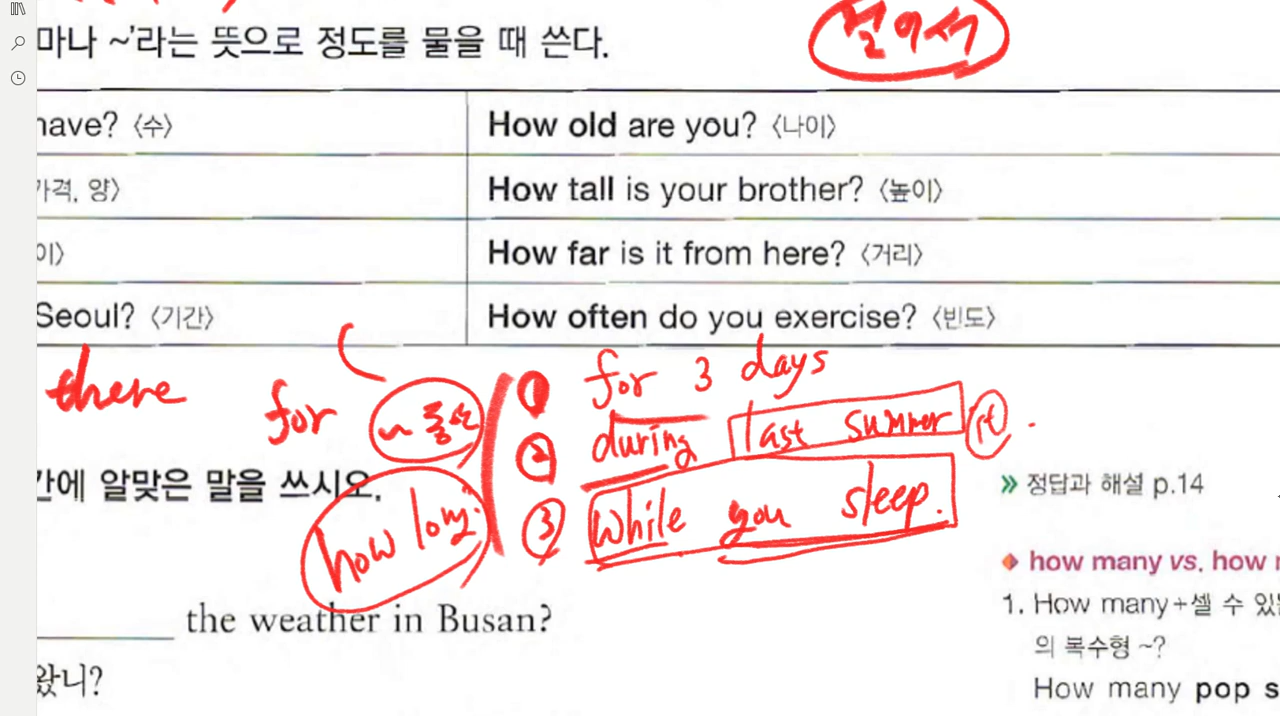 걸어서
마나 ~'라는 뜻으로 정도를 물을 때 쓴다.
have? 〈수〉 How old are you? 〈나이〉
가격, 양〉 How tall is your brother? 〈높이〉
이〉 How far is it from here? 〈거리〉
Seoul? 〈기간〉 How often do you exercise? 〈빈도〉
there for ~동안
① for 3 days
② during last summer
how long
③ while you sleep.
간에 알맞은 말을 쓰시오.
» 정답과 해설 p.14
the weather in Busan?
왔니?
how many vs. how
1. How many+셀 수 있
의 복수형 ~?
How many pop s